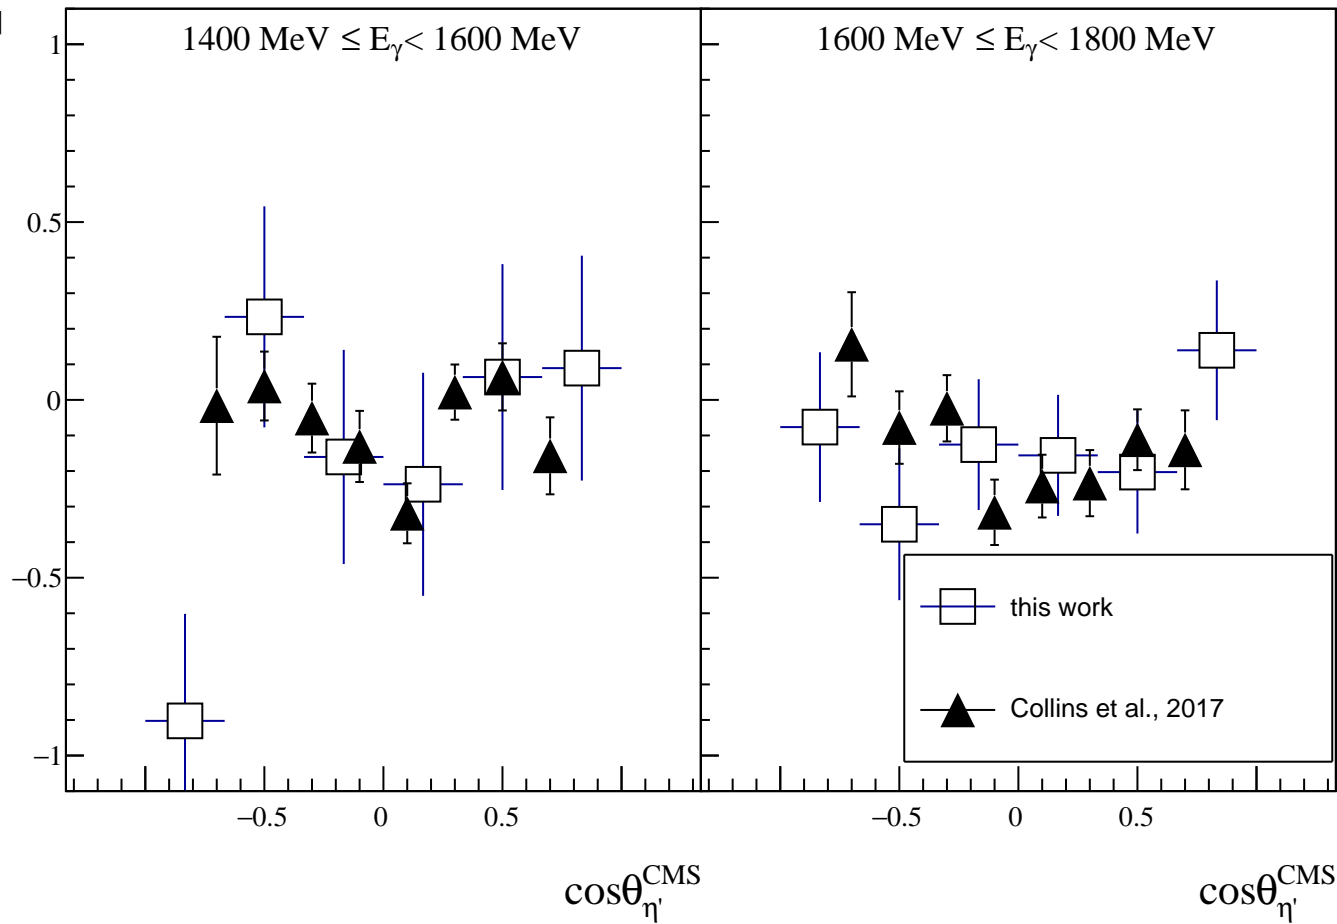 1400 MeV ≤ Eγ< 1600 MeV
1600 MeV ≤ Eγ< 1800 MeV
1
0.5
0
−0.5
−1
this work
Collins et al., 2017
−0.5 0 0.5
−0.5 0 0.5
cosθη'CMS
cosθη'CMS